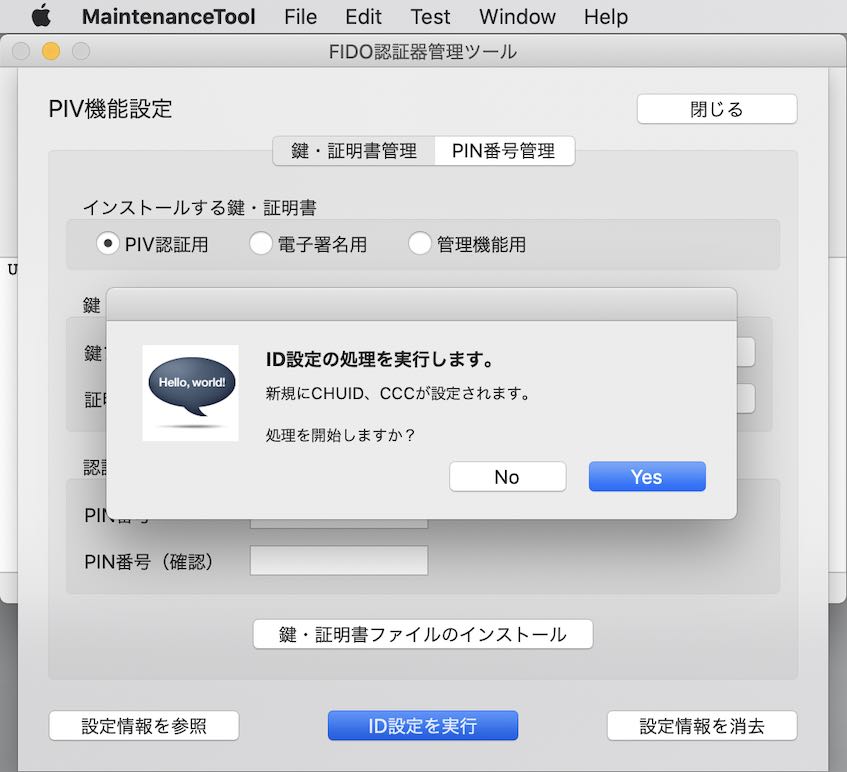 MaintenanceTool File Edit Test Window Help
FIDO認証器管理ツール
PIV機能設定
閉じる
鍵・証明書管理 PIN番号管理
インストールする鍵・証明書
PIV認証用 電子署名用 管理機能用
U
鍵
鍵
ID設定の処理を実行します。
Hello, world!
新規にCHUID、CCCが設定されます。
処理を開始しますか？
No Yes
PIN番号（確認）
鍵・証明書ファイルのインストール
設定情報を参照 ID設定を実行 設定情報を消去